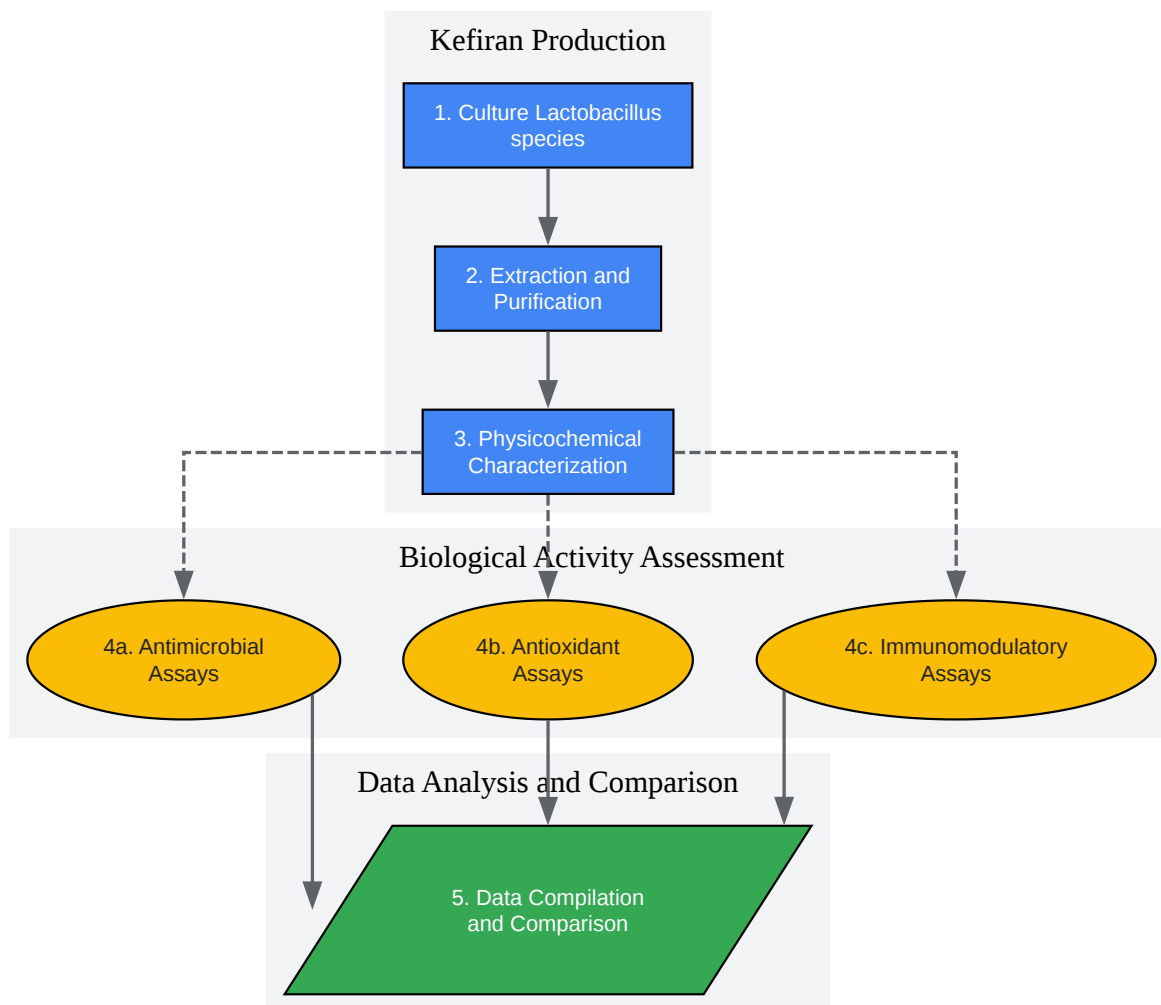 Kefiran Production
1. Culture Lactobacillus
species
2. Extraction and
Purification
3. Physicochemical
Characterization
Biological Activity Assessment
4a. Antimicrobial
Assays
4b. Antioxidant
Assays
4c. Immunomodulatory
Assays
Data Analysis and Comparison
5. Data Compilation
and Comparison